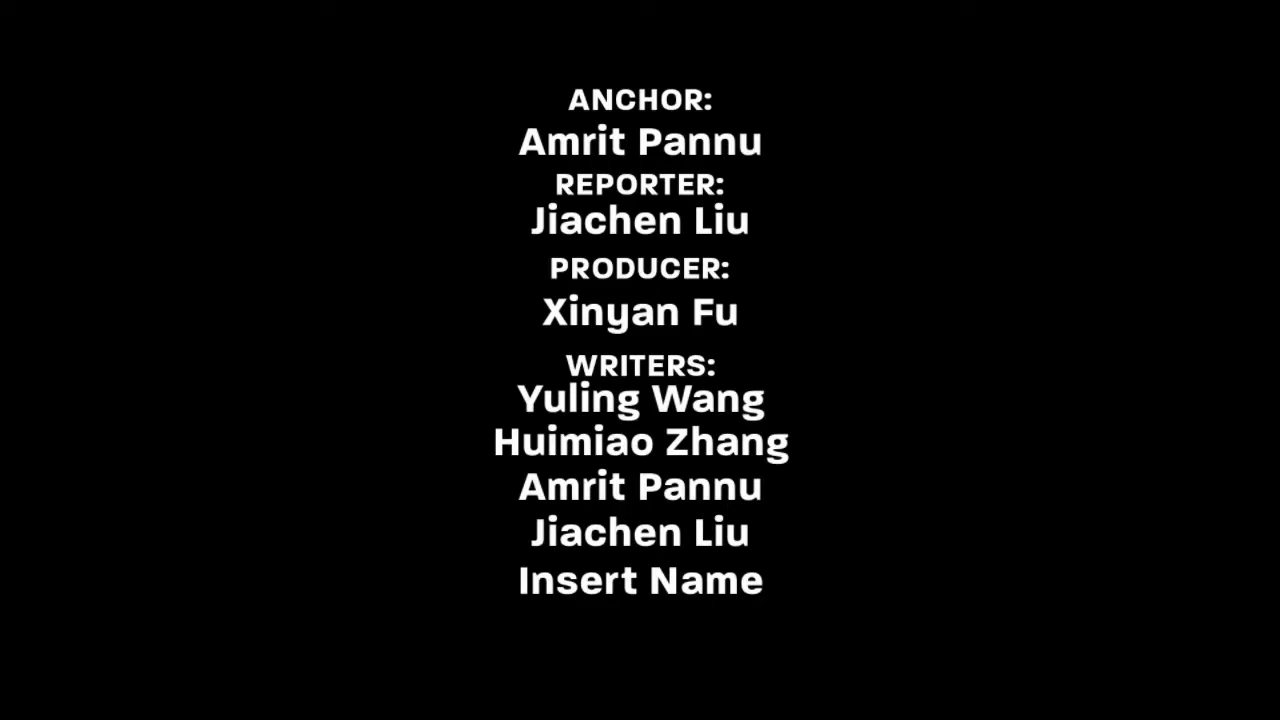 ANCHOR:
Amrit Pannu
REPORTER:
Jiachen Liu
PRODUCER:
Xinyan Fu
WRITERS:
Yuling Wang
Huimiao Zhang
Amrit Pannu
Jiachen Liu
Insert Name